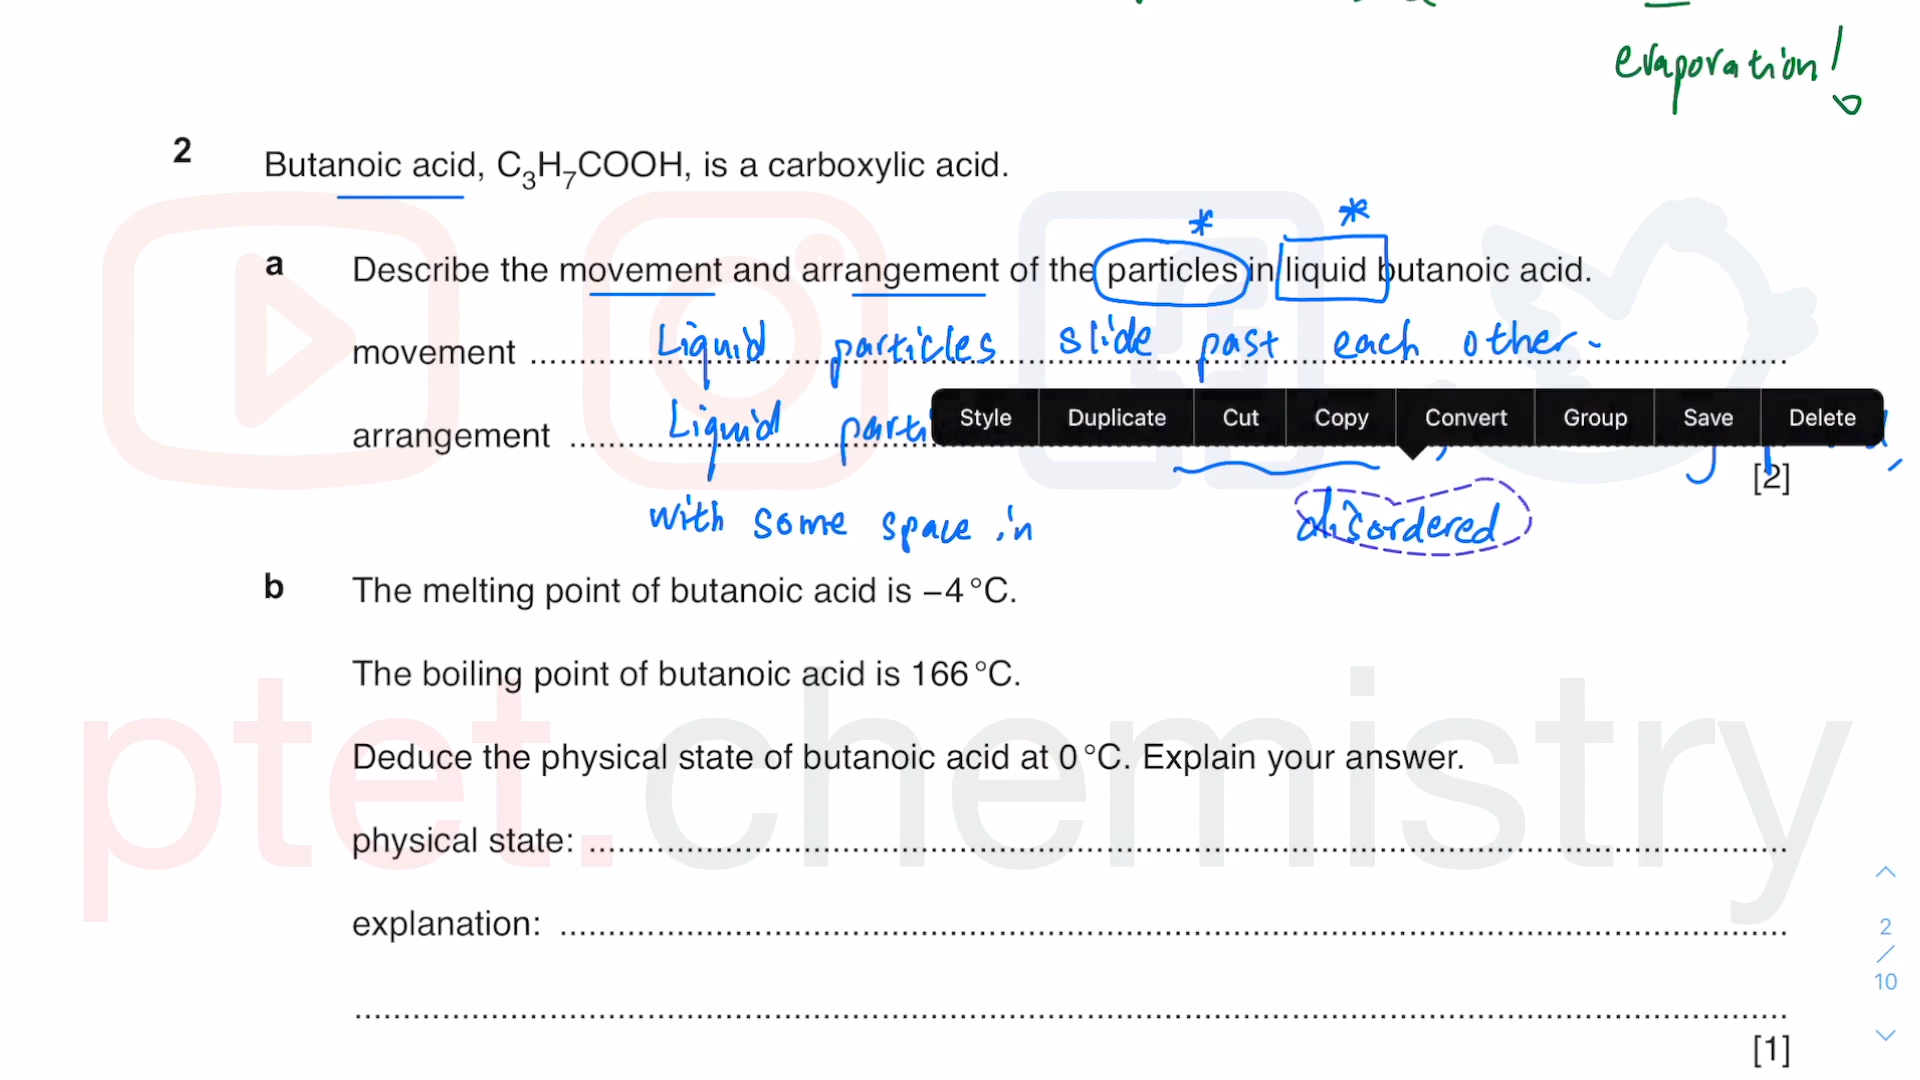 evaporation!
2 Butanoic acid, C₃H₇COOH, is a carboxylic acid.
* *
a Describe the movement and arrangement of the particles in liquid butanoic acid.
movement Liquid particles slide past each other.
Style Duplicate Cut Copy Convert Group Save Delete
arrangement Liquid parti
[2]
with some space in disordered
b The melting point of butanoic acid is −4 °C.
The boiling point of butanoic acid is 166 °C.
ptet.chemistry
Deduce the physical state of butanoic acid at 0 °C. Explain your answer.
physical state:
explanation:
2
/
10
[1]